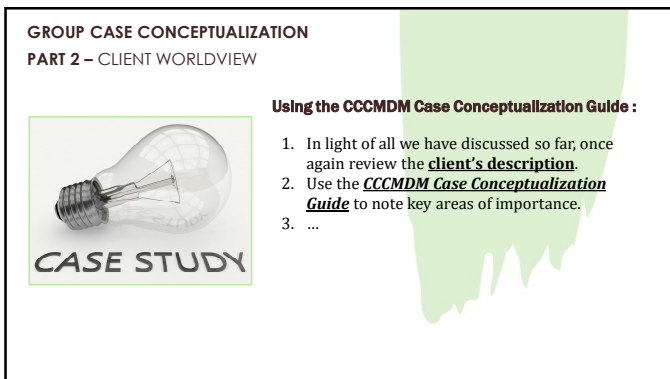 GROUP CASE CONCEPTUALIZATION
PART 2 – CLIENT WORLDVIEW
Using the CCCMDM Case Conceptualization Guide :
1. In light of all we have discussed so far, once
again review the client's description.
2. Use the CCCMDM Case Conceptualization
Guide to note key areas of importance.
3. ...
CASE STUDY